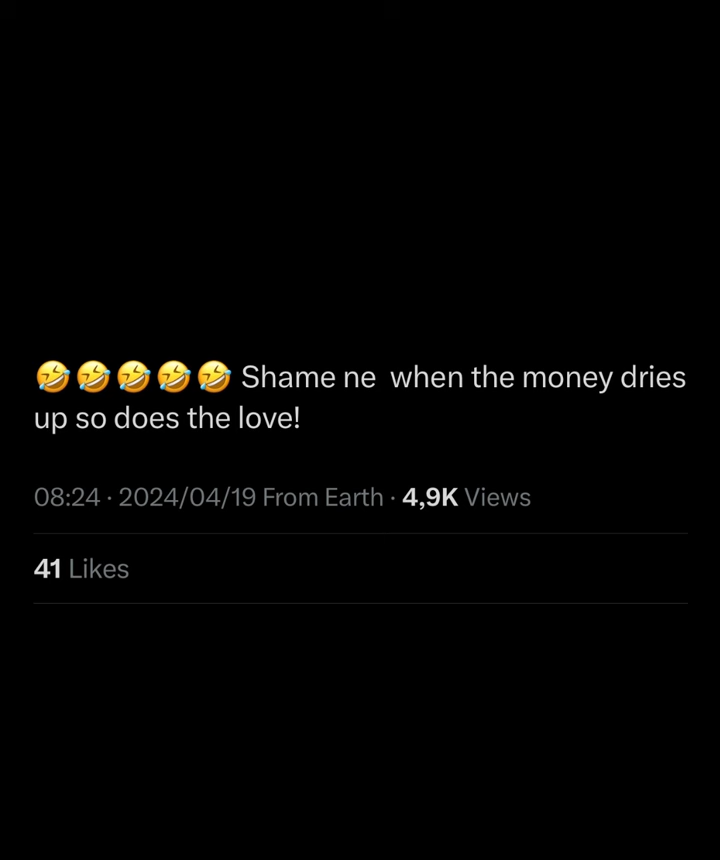 🤣🤣🤣🤣🤣 Shame ne  when the money dries
up so does the love!
08:24 · 2024/04/19 From Earth · 4,9K Views
41 Likes